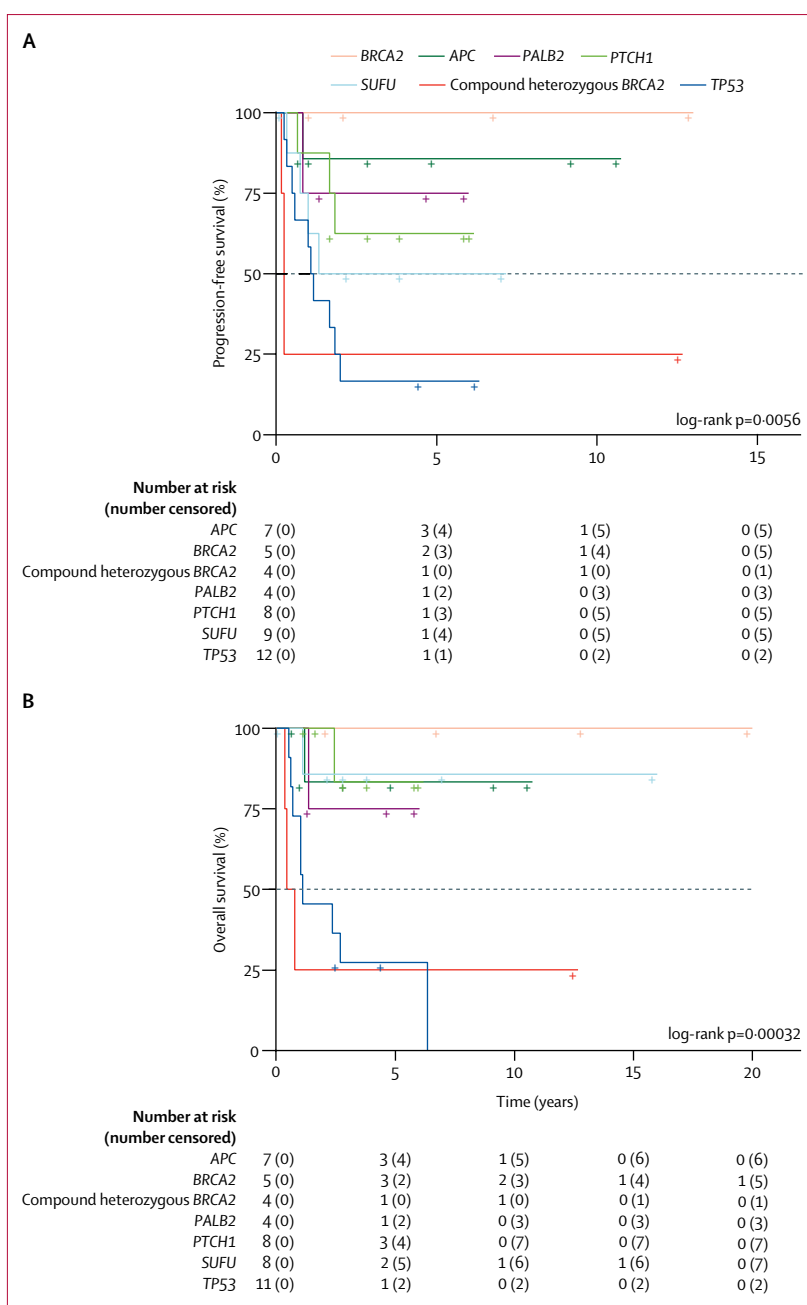 A
BRCA2 APC PALB2 PTCH1
SUFU Compound heterozygous BRCA2 TP53
100
75
50
25
0
Progression-free survival (%)
log-rank p=0·0056
0 5 10 15
Number at risk
(number censored)
APC 7 (0) 3 (4) 1 (5) 0 (5)
BRCA2 5 (0) 2 (3) 1 (4) 0 (5)
Compound heterozygous BRCA2 4 (0) 1 (0) 1 (0) 0 (1)
PALB2 4 (0) 1 (2) 0 (3) 0 (3)
PTCH1 8 (0) 1 (3) 0 (5) 0 (5)
SUFU 9 (0) 1 (4) 0 (5) 0 (5)
TP53 12 (0) 1 (1) 0 (2) 0 (2)
B
100
75
50
25
0
Overall survival (%)
log-rank p=0·00032
0 5 10 15 20
Time (years)
Number at risk
(number censored)
APC 7 (0) 3 (4) 1 (5) 0 (6) 0 (6)
BRCA2 5 (0) 3 (2) 2 (3) 1 (4) 1 (5)
Compound heterozygous BRCA2 4 (0) 1 (0) 1 (0) 0 (1) 0 (1)
PALB2 4 (0) 1 (2) 0 (3) 0 (3) 0 (3)
PTCH1 8 (0) 3 (4) 0 (7) 0 (7) 0 (7)
SUFU 8 (0) 2 (5) 1 (6) 1 (6) 0 (7)
TP53 11 (0) 1 (2) 0 (2) 0 (2) 0 (2)